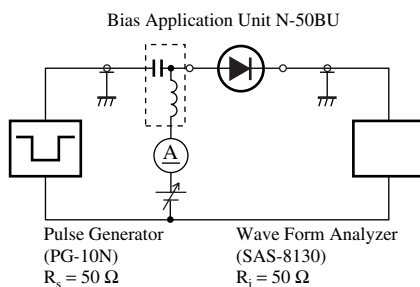 Bias Application Unit N-50BU
A
Pulse Generator
(PG-10N)
Rs = 50 Ω
Wave Form Analyzer
(SAS-8130)
Ri = 50 Ω